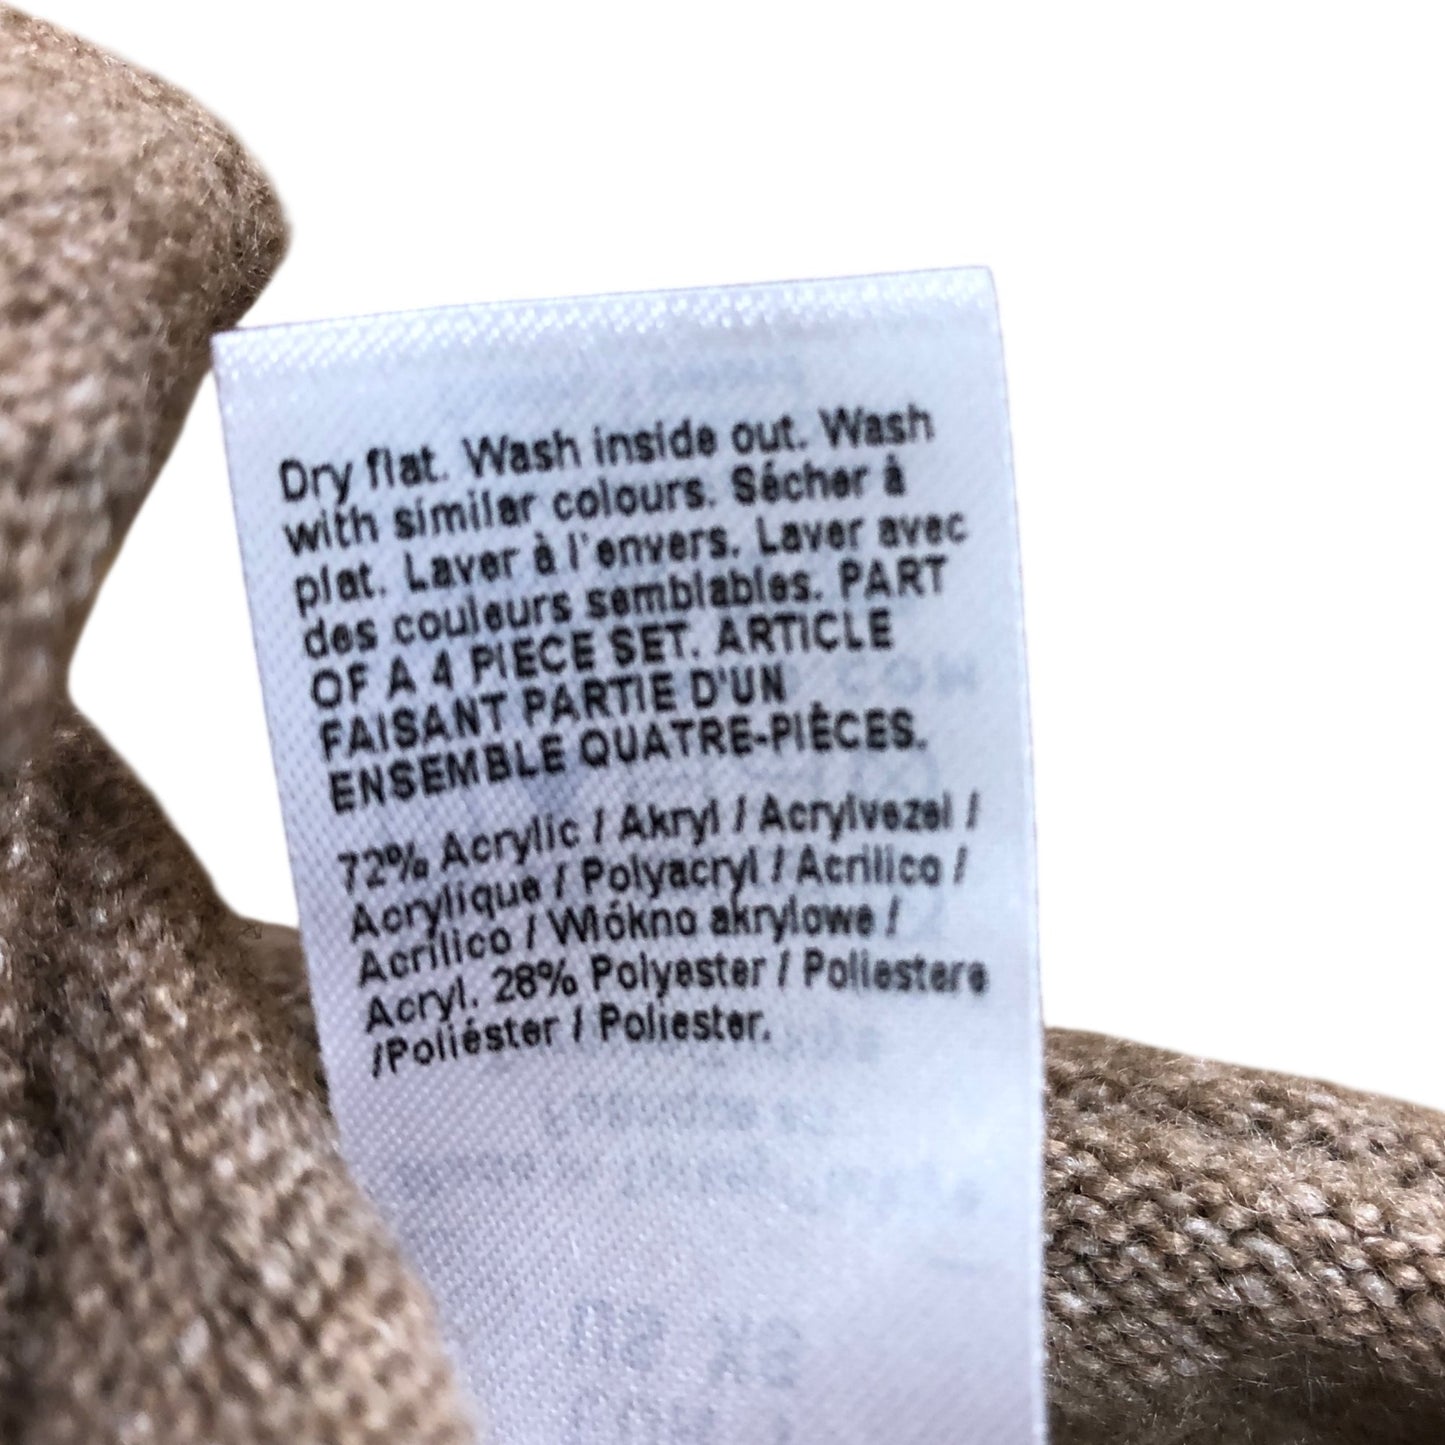 Dry flat. Wash inside out. Wash
with similar colours. Sécher à
plat. Laver à l'envers. Laver avec
des couleurs semblables. PART
OF A 4 PIECE SET. ARTICLE
FAISANT PARTIE D'UN
ENSEMBLE QUATRE-PIÈCES.
72% Acrylic / Akryl / Acrylvezel /
Acrylique / Polyacryl / Acrilico /
Acrílico / Włókno akrylowe /
Acryl. 28% Polyester / Poliestere
/Poliéster / Poliester.